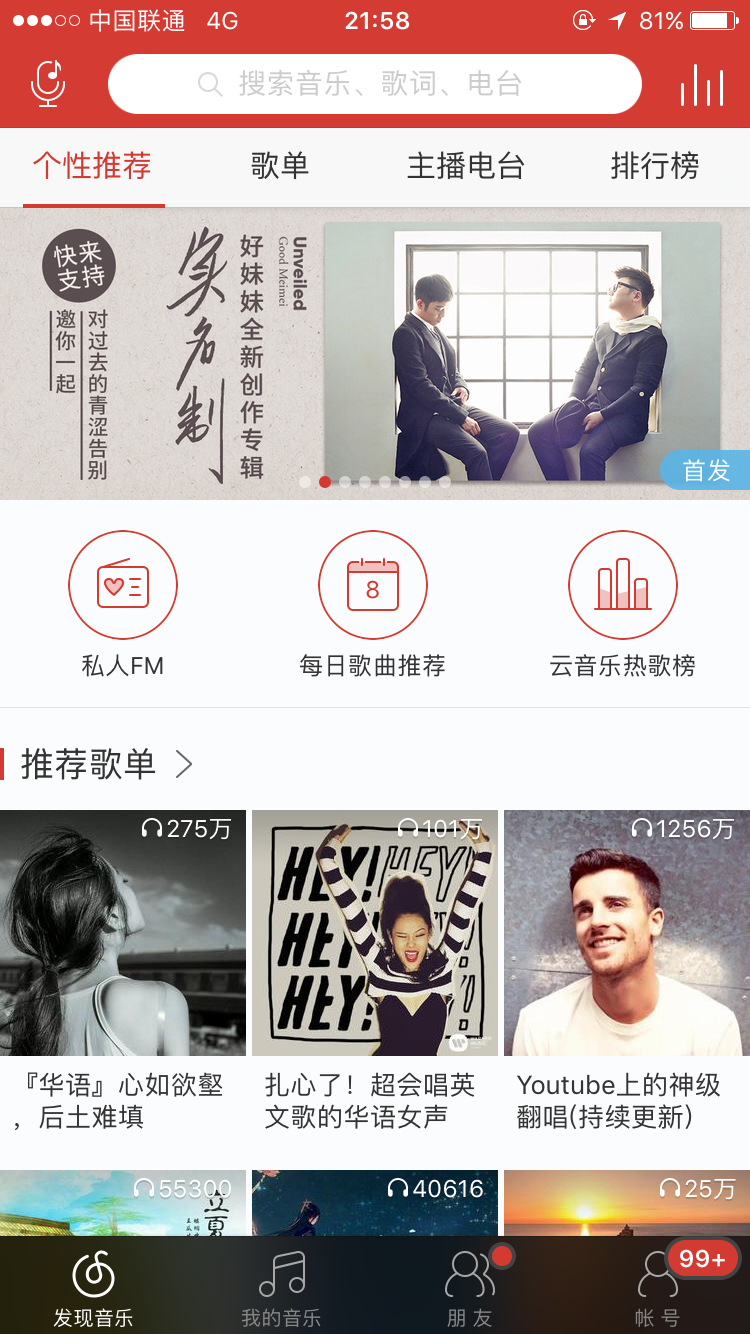 中国联通 4G 21:58 81%
搜索音乐、歌词、电台
个性推荐 歌单 主播电台 排行榜
快来
支持
对过去的青涩告别
邀你一起
实名制
好妹妹全新创作专辑
Unveiled
Good Meimei
首发
8
私人FM 每日歌曲推荐 云音乐热歌榜
推荐歌单
275万 101万 1256万
HEY! HEY!
HEY!
HEY!
『华语』心如欲壑
，后土难填
扎心了！超会唱英
文歌的华语女声
Youtube上的神级
翻唱(持续更新)
55300 40616 25万
立夏
99+
发现音乐 我的音乐 朋友 帐号